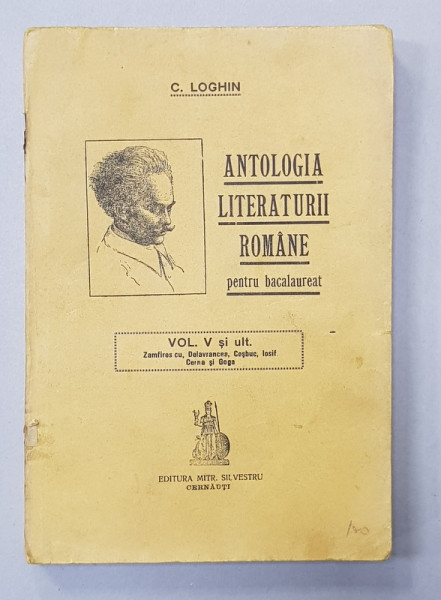 C. LOGHIN
ANTOLOGIA
LITERATURII
ROMÂNE
pentru bacalaureat
VOL. V și ult.
Zamfirescu, Delavrancea, Coșbuc, Iosif
Cerna și Goga
EDITURA MITR. SILVESTRU
CERNĂUȚI